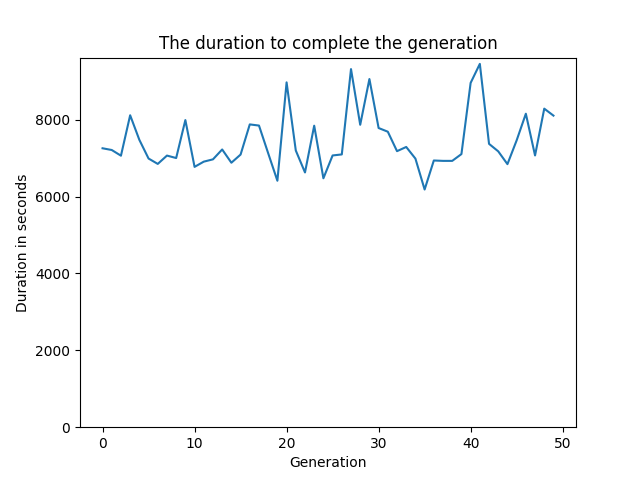 The duration to complete the generation
Duration in seconds
8000
6000
4000
2000
0
0 10 20 30 40 50
Generation